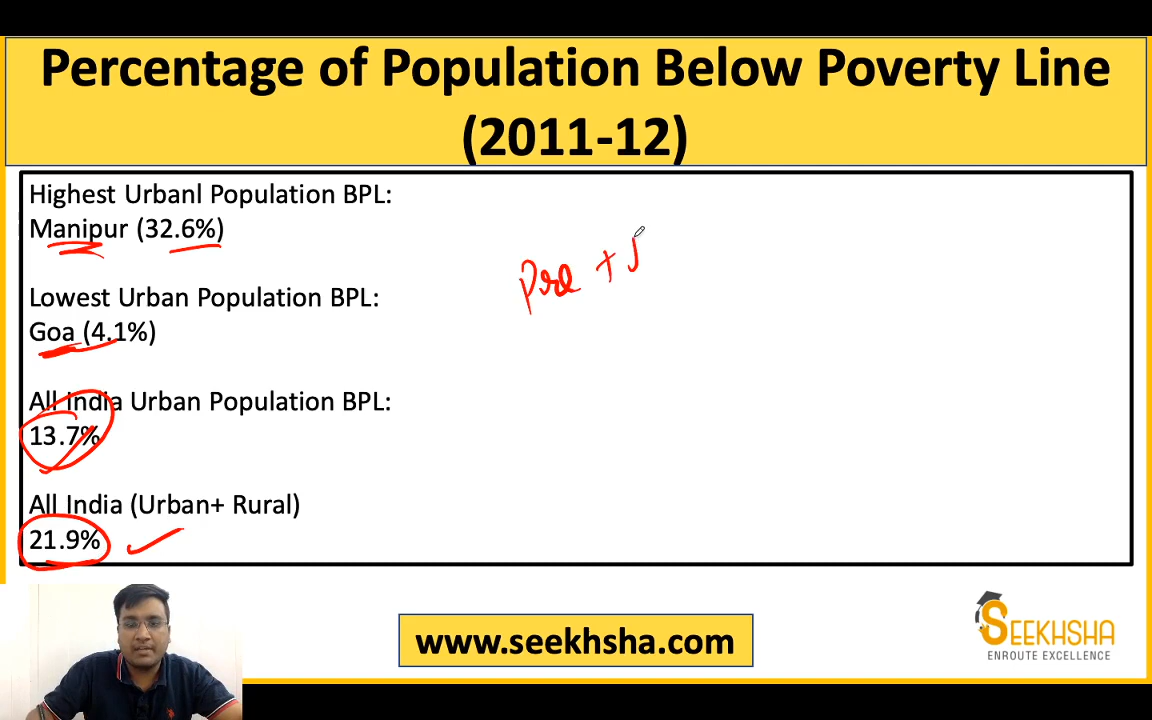 Percentage of Population Below Poverty Line
(2011-12)
Highest Urbanl Population BPL:
Manipur (32.6%)
Lowest Urban Population BPL:
Goa (4.1%)
All India Urban Population BPL:
13.7%
All India (Urban+ Rural)
21.9%
Pre +
www.seekhsha.com
SEEKHSHA
ENROUTE EXCELLENCE